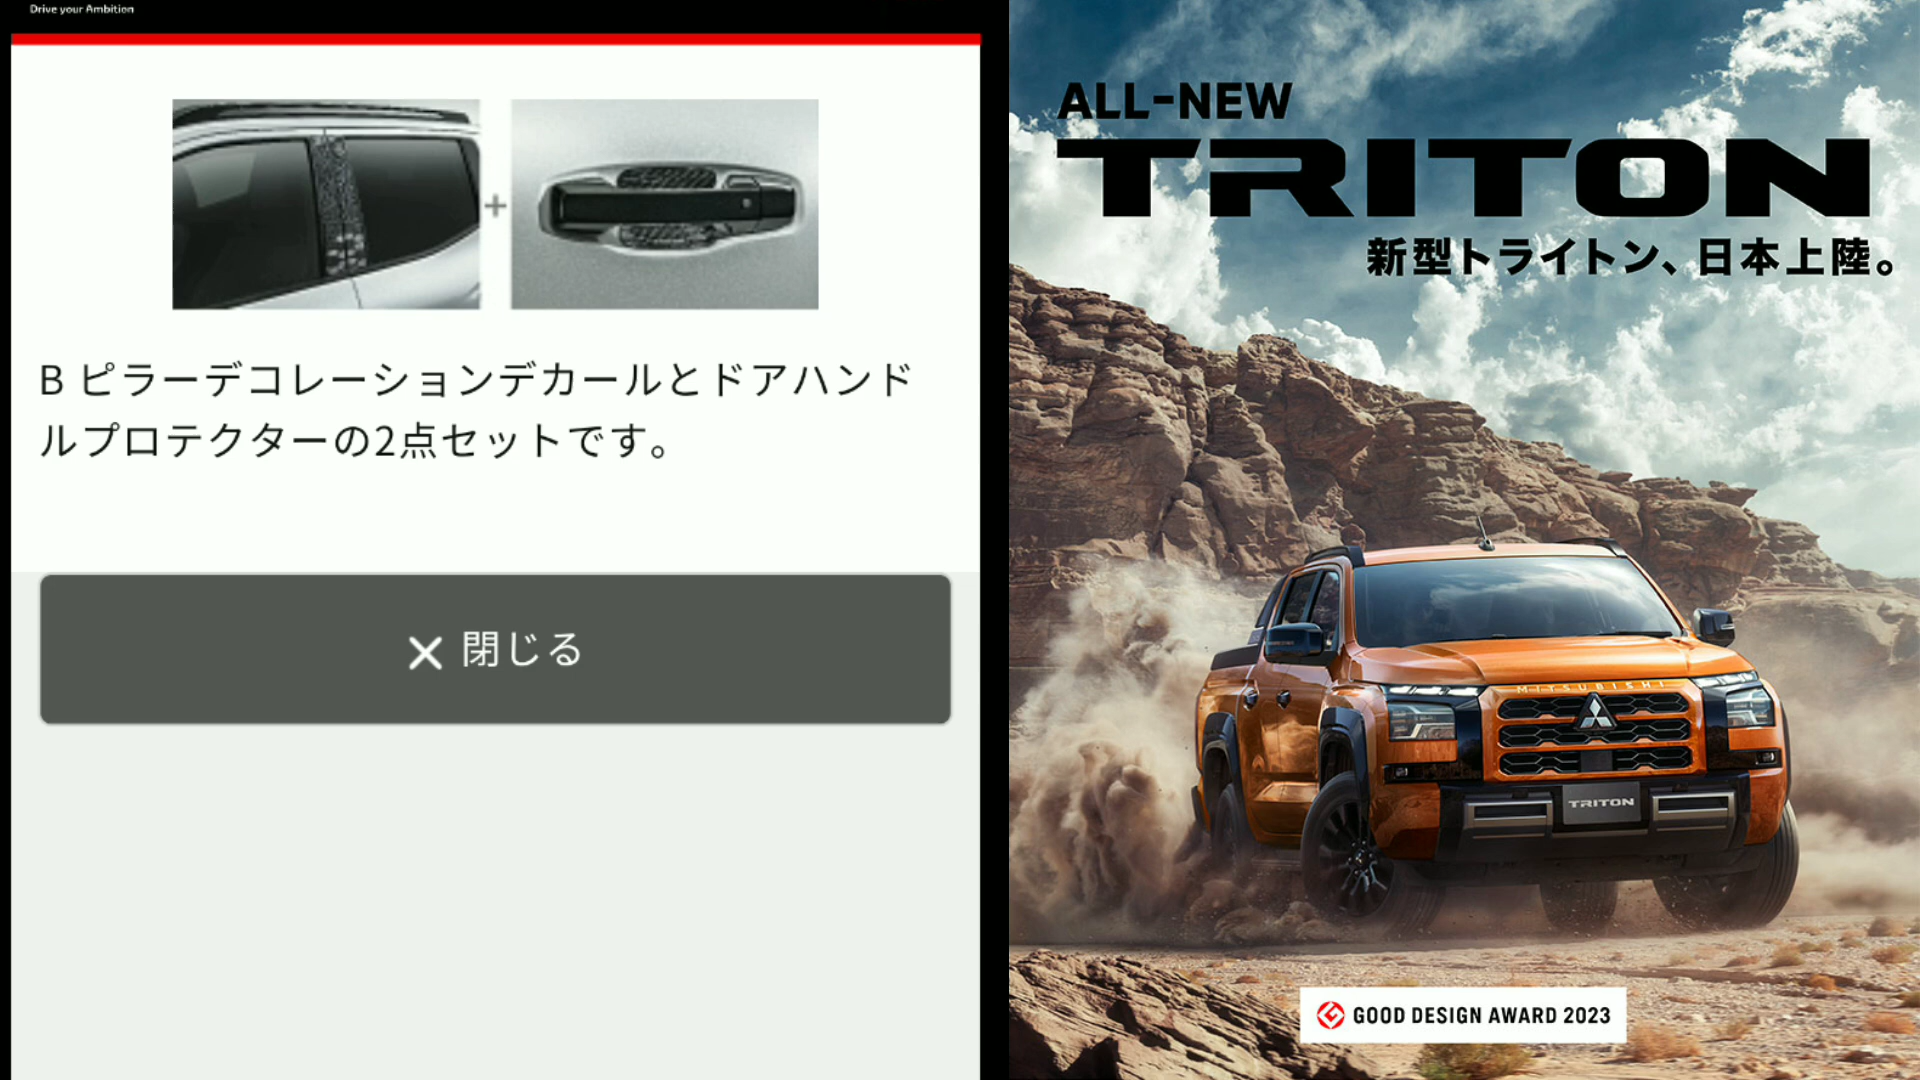 Drive your Ambition
+
B ピラーデコレーションデカールとドアハンド
ルプロテクターの2点セットです。
× 閉じる
ALL-NEW
TRITON
新型トライトン、日本上陸。
MITSUBISHI
TRITON
GOOD DESIGN AWARD 2023